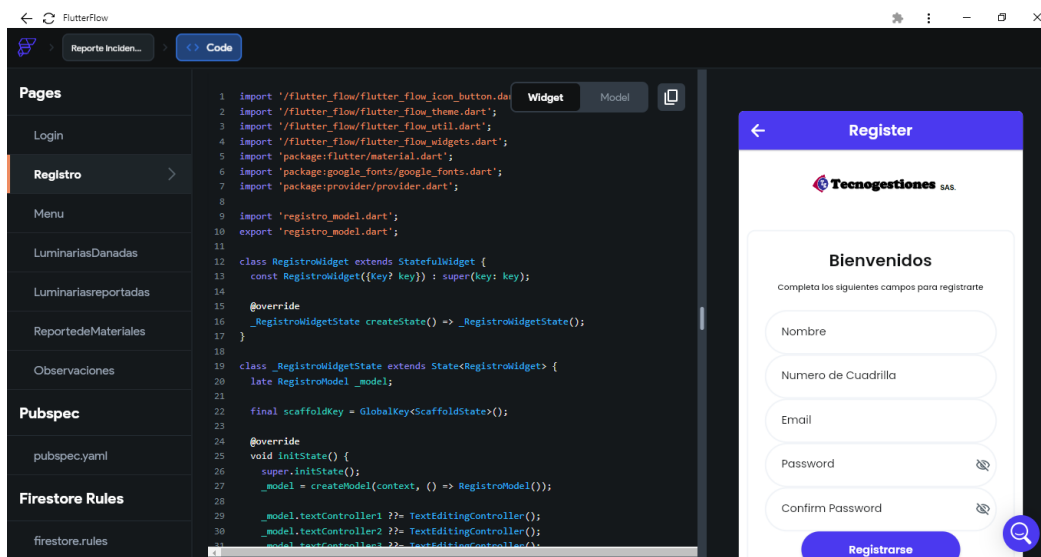 FlutterFlow
Reporte Inciden...
<> Code
Pages
Login
Registro
Menu
LuminariasDanadas
Luminariasreportadas
ReportedeMateriales
Observaciones
Pubspec
pubspec.yaml
Firestore Rules
firestore.rules
Widget
Model
1 import '/flutter_flow/flutter_flow_icon_button.da
2 import '/flutter_flow/flutter_flow_theme.dart';
3 import '/flutter_flow/flutter_flow_util.dart';
4 import '/flutter_flow/flutter_flow_widgets.dart';
5 import 'package:flutter/material.dart';
6 import 'package:google_fonts/google_fonts.dart';
7 import 'package:provider/provider.dart';
8
9 import 'registro_model.dart';
10 export 'registro_model.dart';
11
12 class RegistroWidget extends StatefulWidget {
13 const RegistroWidget({Key? key}) : super(key: key);
14
15 @override
16 _RegistroWidgetState createState() => _RegistroWidgetState();
17 }
18
19 class _RegistroWidgetState extends State<RegistroWidget> {
20 late RegistroModel _model;
21
22 final scaffoldKey = GlobalKey<ScaffoldState>();
23
24 @override
25 void initState() {
26 super.initState();
27 _model = createModel(context, () => RegistroModel());
28
29 _model.textController1 ??= TextEditingController();
30 _model.textController2 ??= TextEditingController();
31 _model.textController3 ??= TextEditingController();
Register
Tecnogestiones SAS.
Bienvenidos
Completa los siguientes campos para registrarte
Nombre
Numero de Cuadrilla
Email
Password
Confirm Password
Registrarse